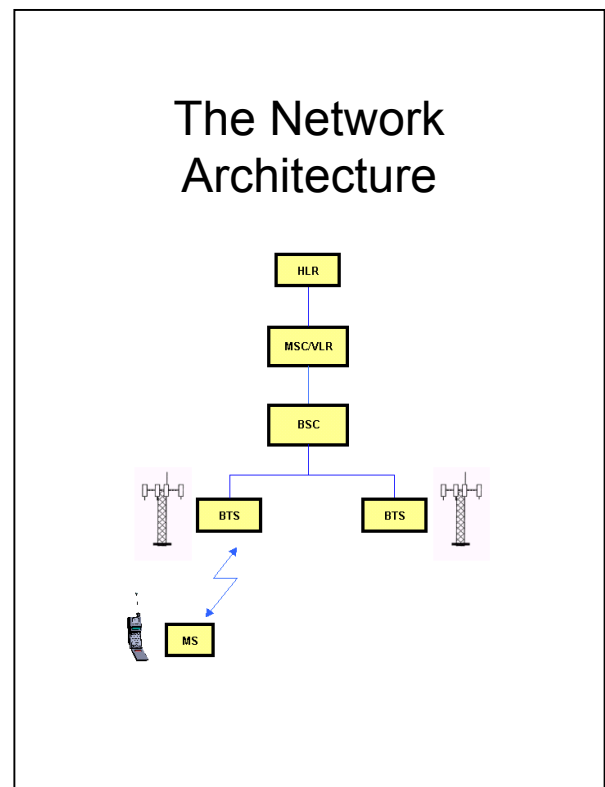 The Network
Architecture
HLR
MSC/VLR
BSC
BTS
BTS
MS